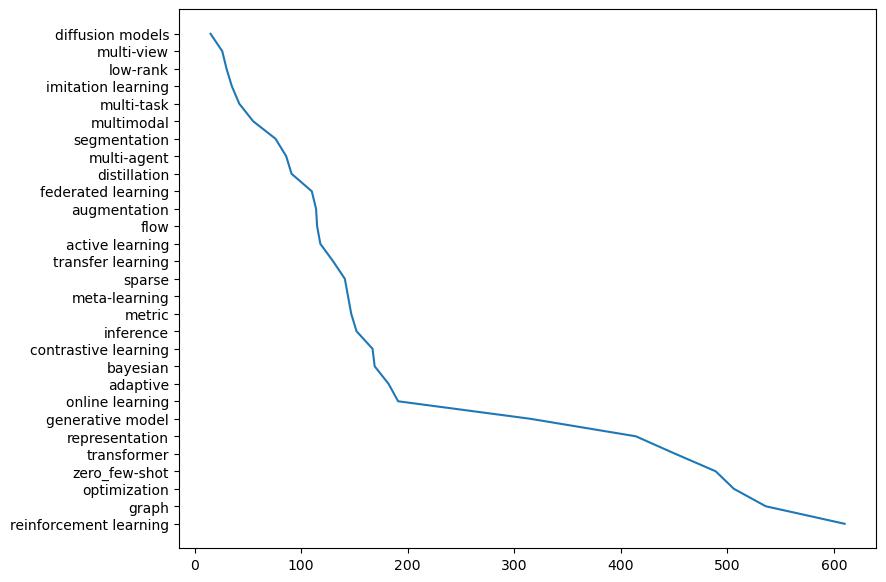 diffusion models
multi-view
low-rank
imitation learning
multi-task
multimodal
segmentation
multi-agent
distillation
federated learning
augmentation
flow
active learning
transfer learning
sparse
meta-learning
metric
inference
contrastive learning
bayesian
adaptive
online learning
generative model
representation
transformer
zero_few-shot
optimization
graph
reinforcement learning
0 100 200 300 400 500 600